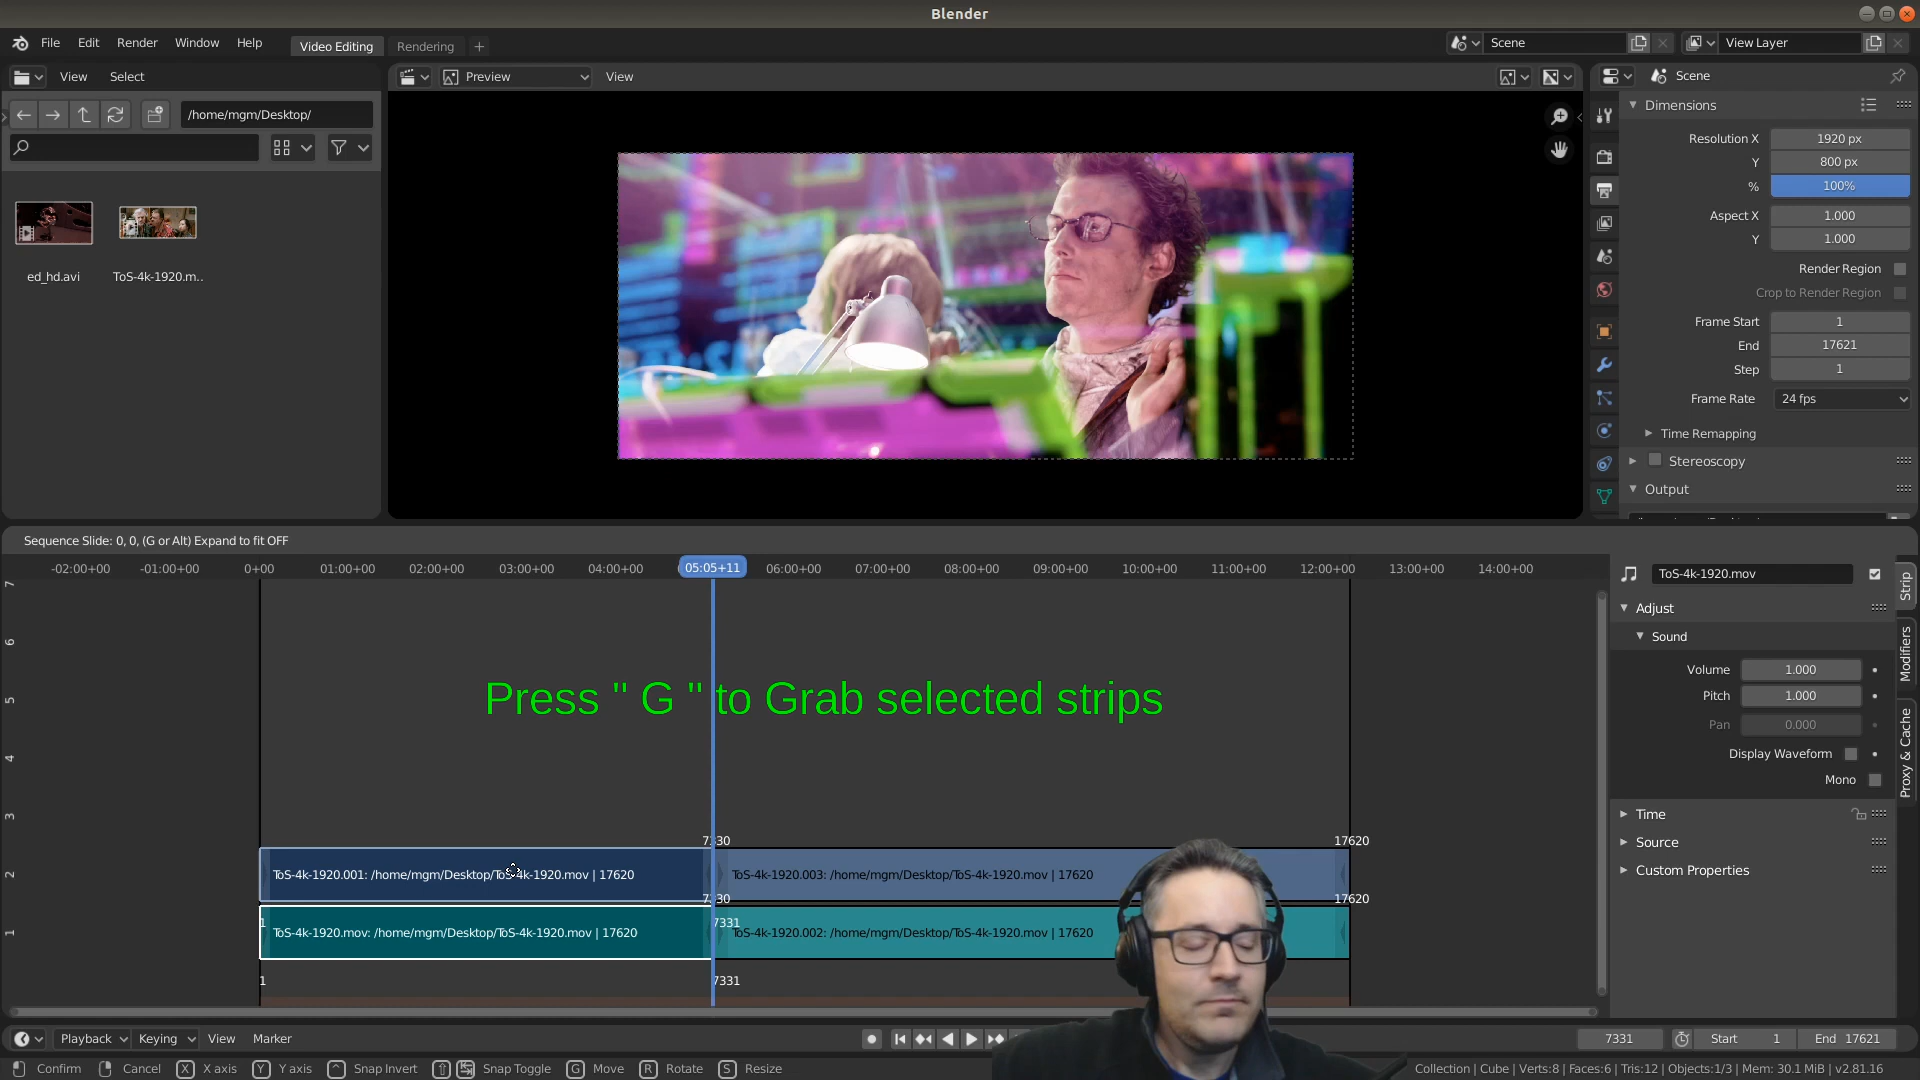 Blender
File Edit Render Window Help Video Editing Rendering + Scene View Layer
View Select Preview View Scene
/home/mgm/Desktop/
ed_hd.avi ToS-4k-1920.m..
Dimensions
Resolution X 1920 px
Y 800 px
% 100%
Aspect X 1.000
Y 1.000
Render Region
Crop to Render Region
Frame Start 1
End 17621
Step 1
Frame Rate 24 fps
Time Remapping
Stereoscopy
Output
Sequence Slide: 0, 0, (G or Alt) Expand to fit OFF
-02:00+00 -01:00+00 0+00 01:00+00 02:00+00 03:00+00 04:00+00 05:05+11 06:00+00 07:00+00 08:00+00 09:00+00 10:00+00 11:00+00 12:00+00 13:00+00 14:00+00
7
6
5
4
3
2
1
Press " G " to Grab selected strips
7330 17620
ToS-4k-1920.001: /home/mgm/Desktop/ToS-4k-1920.mov | 17620 ToS-4k-1920.003: /home/mgm/Desktop/ToS-4k-1920.mov | 17620
7330 17620
1 7331
ToS-4k-1920.mov: /home/mgm/Desktop/ToS-4k-1920.mov | 17620 ToS-4k-1920.002: /home/mgm/Desktop/ToS-4k-1920.mov | 17620
1 7331
ToS-4k-1920.mov
Adjust
Sound
Volume 1.000
Pitch 1.000
Pan 0.000
Display Waveform
Mono
Time
Source
Custom Properties
Strip
Modifiers
Proxy & Cache
Playback Keying View Marker 7331 Start 1 End 17621
Confirm Cancel X X axis Y Y axis Snap Invert Snap Toggle G Move R Rotate S Resize Collection | Cube | Verts:8 | Faces:6 | Tris:12 | Objects:1/3 | Mem: 30.1 MiB | v2.81.16